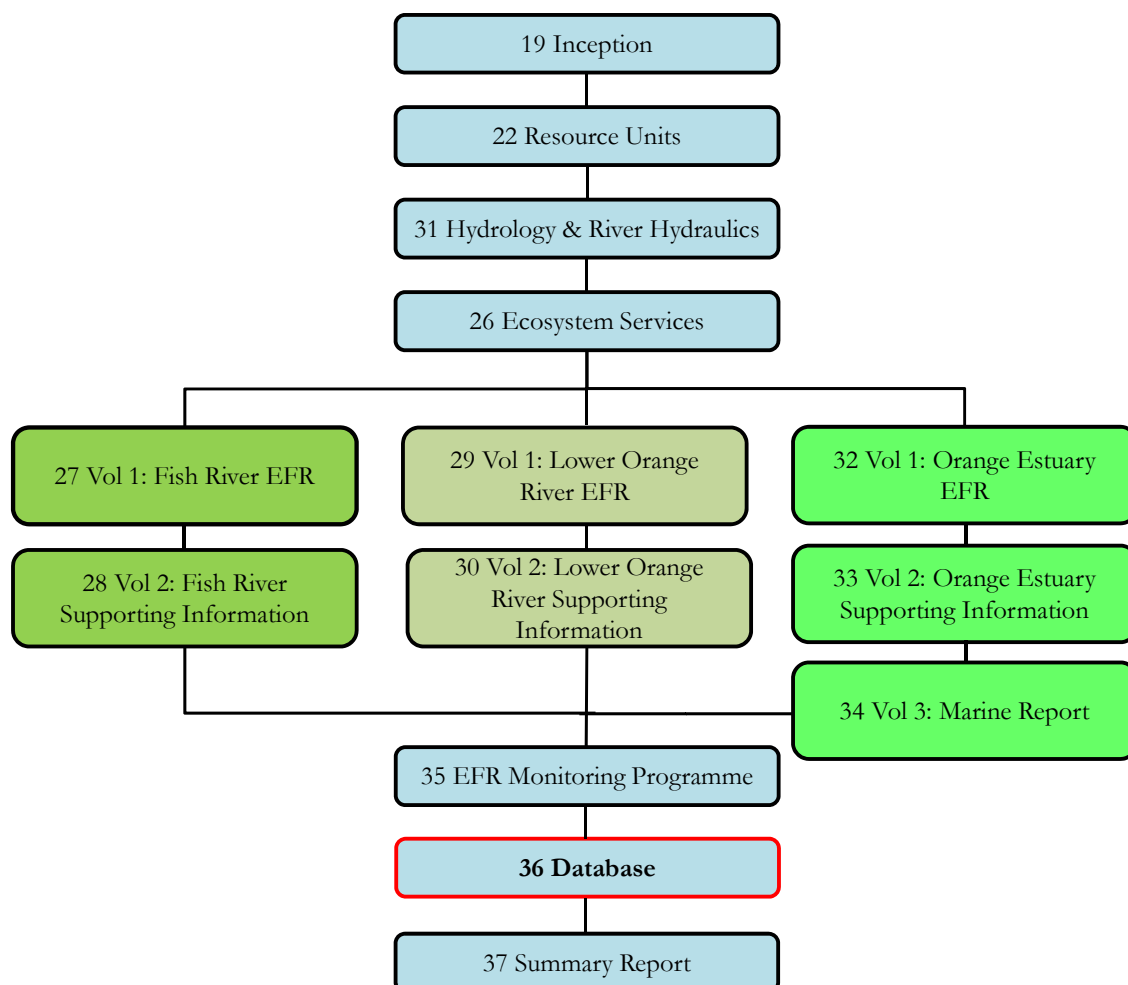 19 Inception
22 Resource Units
31 Hydrology & River Hydraulics
26 Ecosystem Services
27 Vol 1: Fish River EFR
29 Vol 1: Lower Orange
River EFR
32 Vol 1: Orange Estuary
EFR
28 Vol 2: Fish River
Supporting Information
30 Vol 2: Lower Orange
River Supporting
Information
33 Vol 2: Orange Estuary
Supporting Information
34 Vol 3: Marine Report
35 EFR Monitoring Programme
36 Database
37 Summary Report